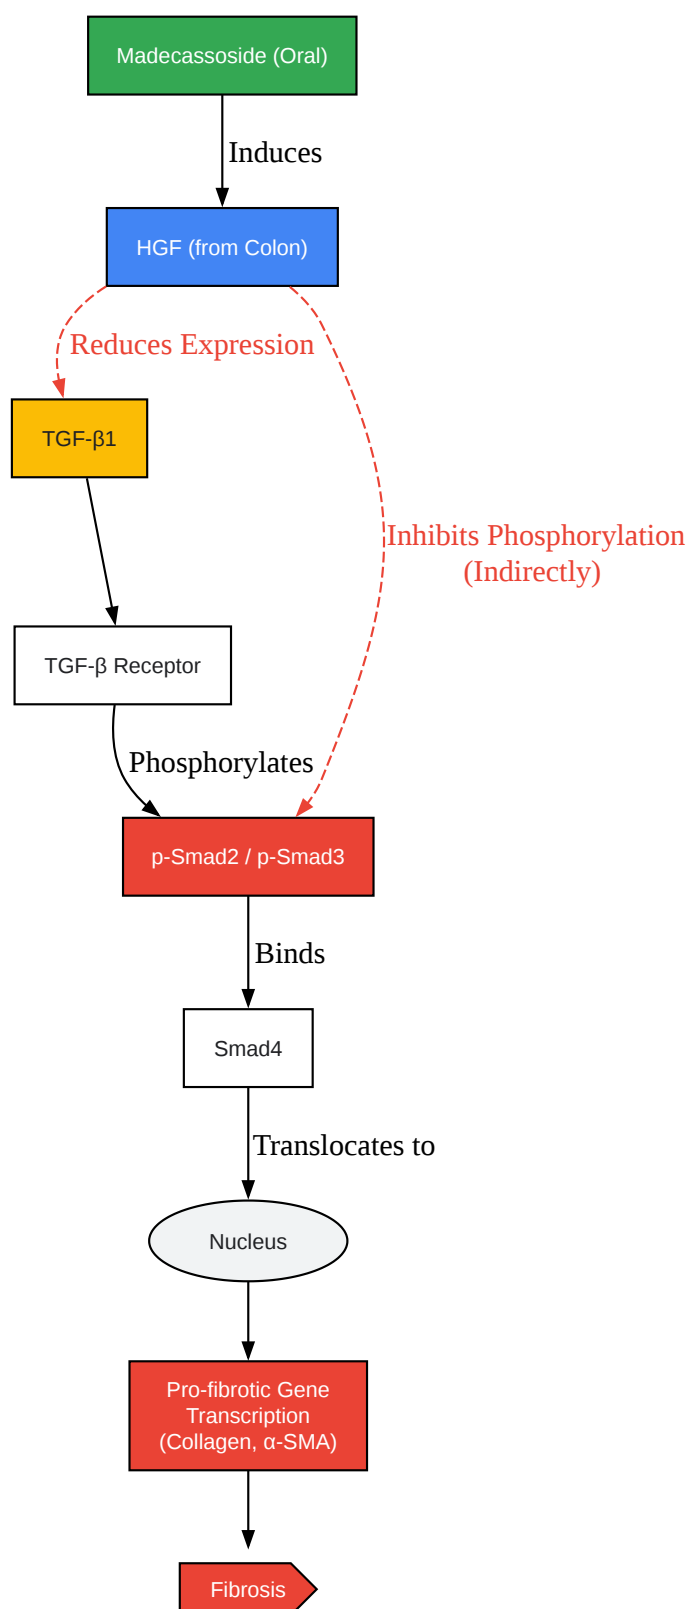 Madecassoside (Oral)
Induces
HGF (from Colon)
Reduces Expression
TGF-β1
Inhibits Phosphorylation
(Indirectly)
TGF-β Receptor
Phosphorylates
p-Smad2 / p-Smad3
Binds
Smad4
Translocates to
Nucleus
Pro-fibrotic Gene
Transcription
(Collagen, α-SMA)
Fibrosis